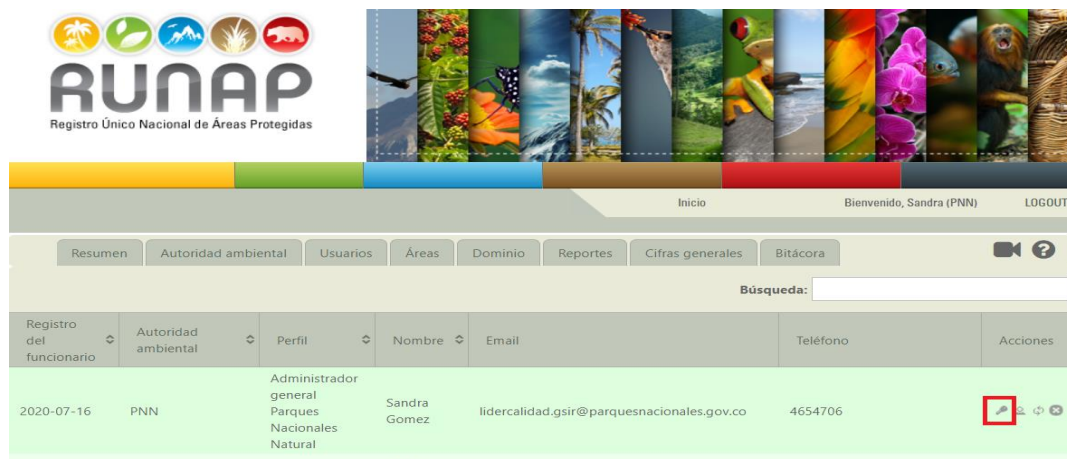 RUNAP
Registro Único Nacional de Áreas Protegidas
Inicio
Bienvenido, Sandra (PNN)
LOGOUT
Resumen
Autoridad ambiental
Usuarios
Áreas
Dominio
Reportes
Cifras generales
Bitácora
Búsqueda:
Registro
del
funcionario
Autoridad
ambiental
Perfil
Nombre
Email
Teléfono
Acciones
2020-07-16
PNN
Administrador
general
Parques
Nacionales
Natural
Sandra
Gomez
lidercalidad.gsir@parquesnacionales.gov.co
4654706